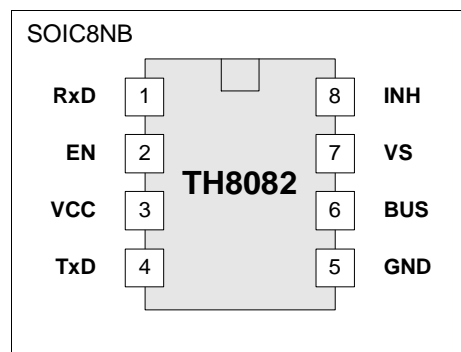 SOIC8NB
RxD 1 8 INH
EN 2 7 VS
TH8082
VCC 3 6 BUS
TxD 4 5 GND